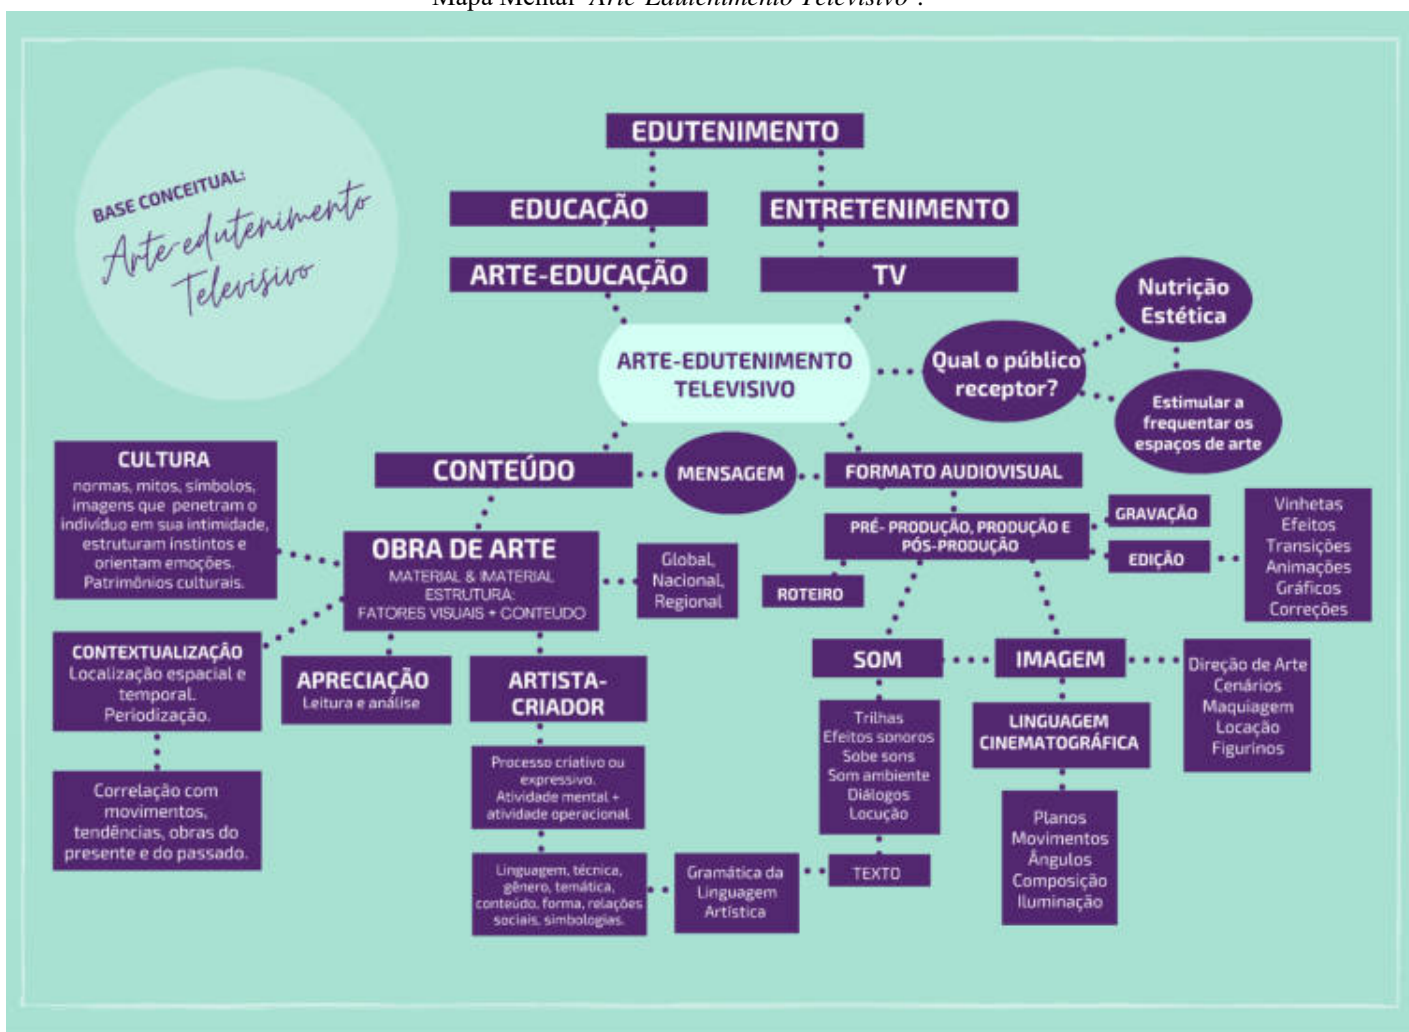 Mapa Mental "Arte-Edutenimento Televisivo".
BASE CONCEITUAL:
Arte-edutenimento
Televisivo
EDUTENIMENTO
EDUCAÇÃO
ENTRETENIMENTO
ARTE-EDUCAÇÃO
TV
ARTE-EDUTENIMENTO
TELEVISIVO
Qual o público
receptor?
Nutrição
Estética
Estimular a
frequentar os
espaços de arte
CONTEÚDO
MENSAGEM
FORMATO AUDIOVISUAL
CULTURA
normas, mitos, símbolos,
imagens que penetram o
indivíduo em sua intimidade,
estruturam instintos e
orientam emoções.
Patrimônios culturais.
OBRA DE ARTE
MATERIAL & IMATERIAL
ESTRUTURA:
FATORES VISUAIS + CONTEÚDO
Global,
Nacional,
Regional
CONTEXTUALIZAÇÃO
Localização espacial e
temporal.
Periodização.
Correlação com
movimentos,
tendências, obras do
presente e do passado.
APRECIAÇÃO
Leitura e análise
ARTISTA-
CRIADOR
Processo criativo ou
expressivo.
Atividade mental +
atividade operacional
Linguagem, técnica,
gênero, temática,
conteúdo, forma, relações
sociais, simbologias.
Gramática da
Linguagem
Artística
PRÉ- PRODUÇÃO, PRODUÇÃO E
PÓS-PRODUÇÃO
GRAVAÇÃO
EDIÇÃO
Vinhetas
Efeitos
Transições
Animações
Gráficos
Correções
ROTEIRO
SOM
Trilhas
Efeitos sonoros
Sobe sons
Som ambiente
Diálogos
Locução
TEXTO
IMAGEM
LINGUAGEM
CINEMATOGRÁFICA
Planos
Movimentos
Ângulos
Composição
Iluminação
Direção de Arte
Cenários
Maquiagem
Locação
Figurinos